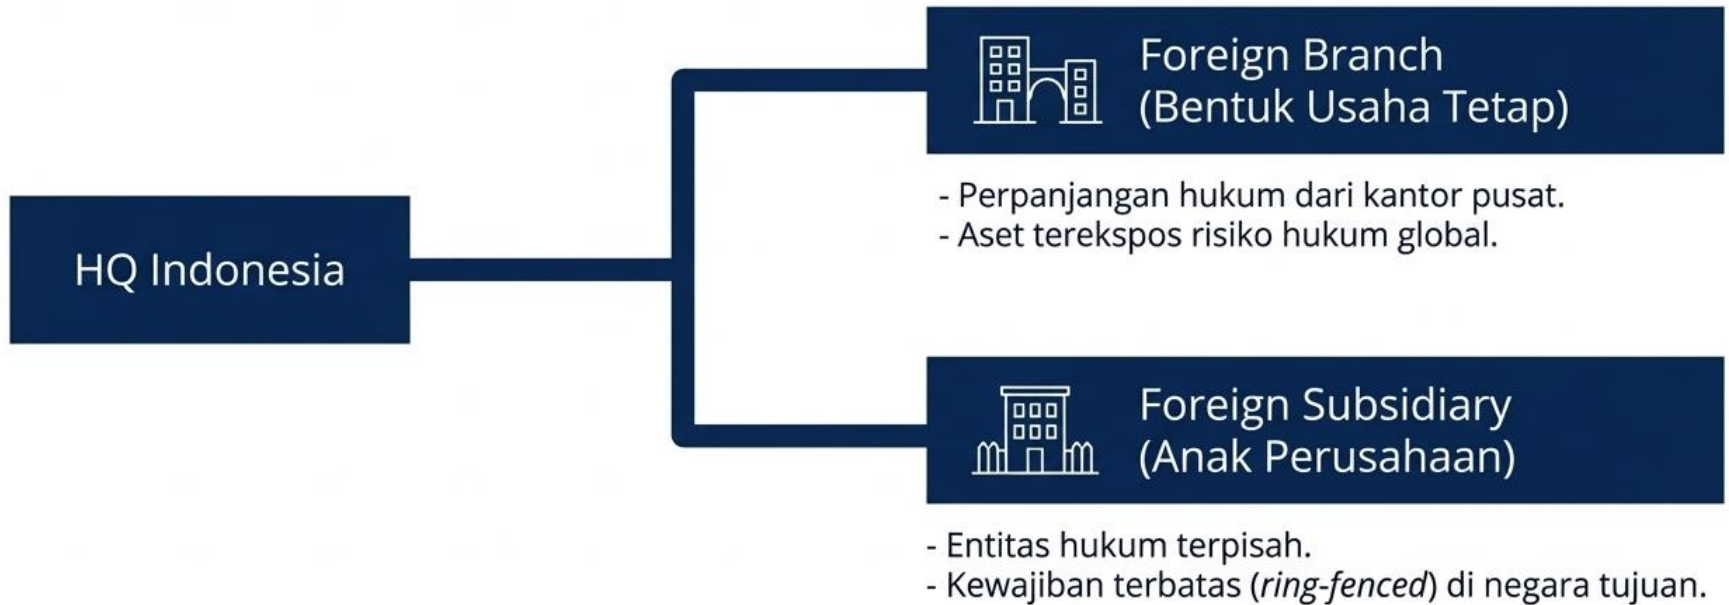 HQ Indonesia
Foreign Branch
(Bentuk Usaha Tetap)
- Perpanjangan hukum dari kantor pusat.
- Aset terekspos risiko hukum global.
Foreign Subsidiary
(Anak Perusahaan)
- Entitas hukum terpisah.
- Kewajiban terbatas (ring-fenced) di negara tujuan.